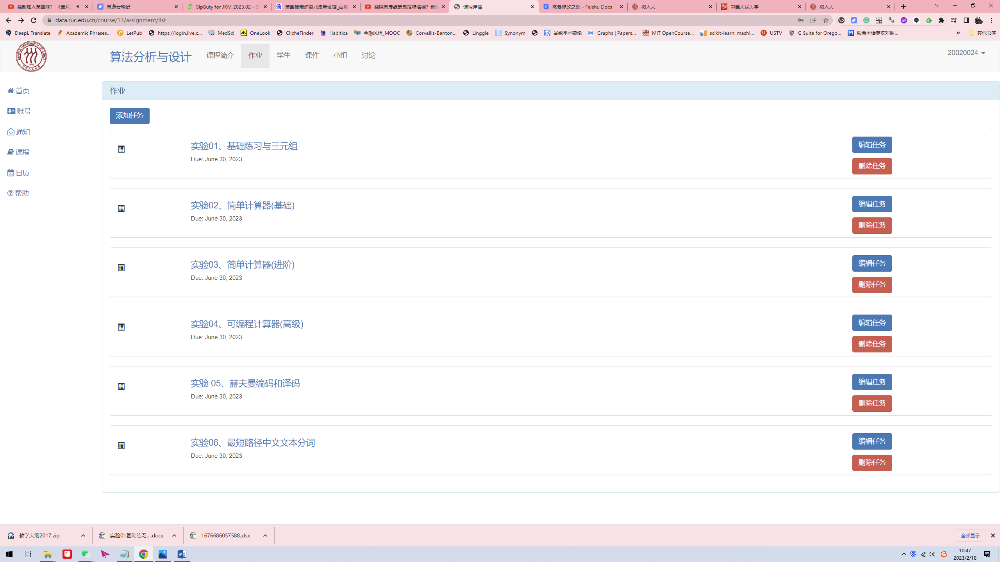 強制加入美國隊？《晶片
有道云笔记
SlpButy for JKM 2023.02 - O
美国被曝炸毁北溪新证据_百度
翻陳宗彥醜聞劍指賴清德？黃
课程详情
需要修改之处 - Feishu Docs
微人大
中国人民大学
微人大
data.ruc.edu.cn/course/13/assignment/list
DeepL Translate
Academic Phrases...
LetPub
https://login.live.c...
MedSci
OneLook
ClicheFinder
Habitica
金融风险_MOOC
Corvallis-Benton...
Linggle
Synonym
谷歌学术镜像
Graphs | Papers...
MIT OpenCourse...
scikit-learn: machi...
USTV
G Suite for Orego...
股票术语英汉对照...
»
其他书签
RENMIN UNIVERSITY OF CHINA
1937
中国人民大学
算法分析与设计
课程简介
作业
学生
课件
小组
讨论
20020024
首页
账号
通知
课程
日历
帮助
作业
添加任务
实验01、基础练习与三元组
Due: June 30, 2023
编辑任务
删除任务
实验02、简单计算器(基础)
Due: June 30, 2023
编辑任务
删除任务
实验03、简单计算器(进阶)
Due: June 30, 2023
编辑任务
删除任务
实验04、可编程计算器(高级)
Due: June 30, 2023
编辑任务
删除任务
实验 05、赫夫曼编码和译码
Due: June 30, 2023
编辑任务
删除任务
实验06、最短路径中文文本分词
Due: June 30, 2023
编辑任务
删除任务
教学大纲2017.zip
实验01基础练习....docx
1676686057588.xlsx
全部显示
10:47
2023/2/18